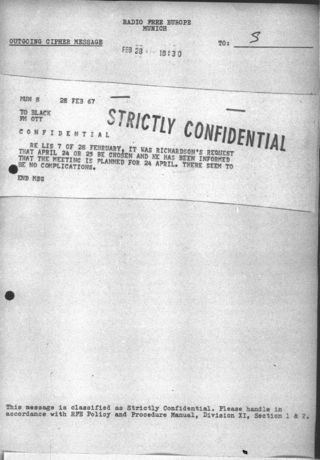 RADIO FREE EUROPE
MUNICH
OUTGOING CIPHER MESSAGE
TO: S
FEB 28 18:30
MUN 8 28 FEB 67
TO BLACK
FM OTT
STRICTLY CONFIDENTIAL
CONFIDENTIAL
RE LIS 7 OF 28 FEBRUARY, IT WAS RICHARDSON'S REQUEST
THAT APRIL 24 OR 25 BE CHOSEN AND HE HAS BEEN INFORMED
THAT THE MEETING IS PLANNED FOR 24 APRIL. THERE SEEM TO
BE NO COMPLICATIONS.
END MSG
This message is classified as Strictly Confidential. Please handle in
accordance with RFE Policy and Procedure Manual, Division XI, Section 1 & 2.